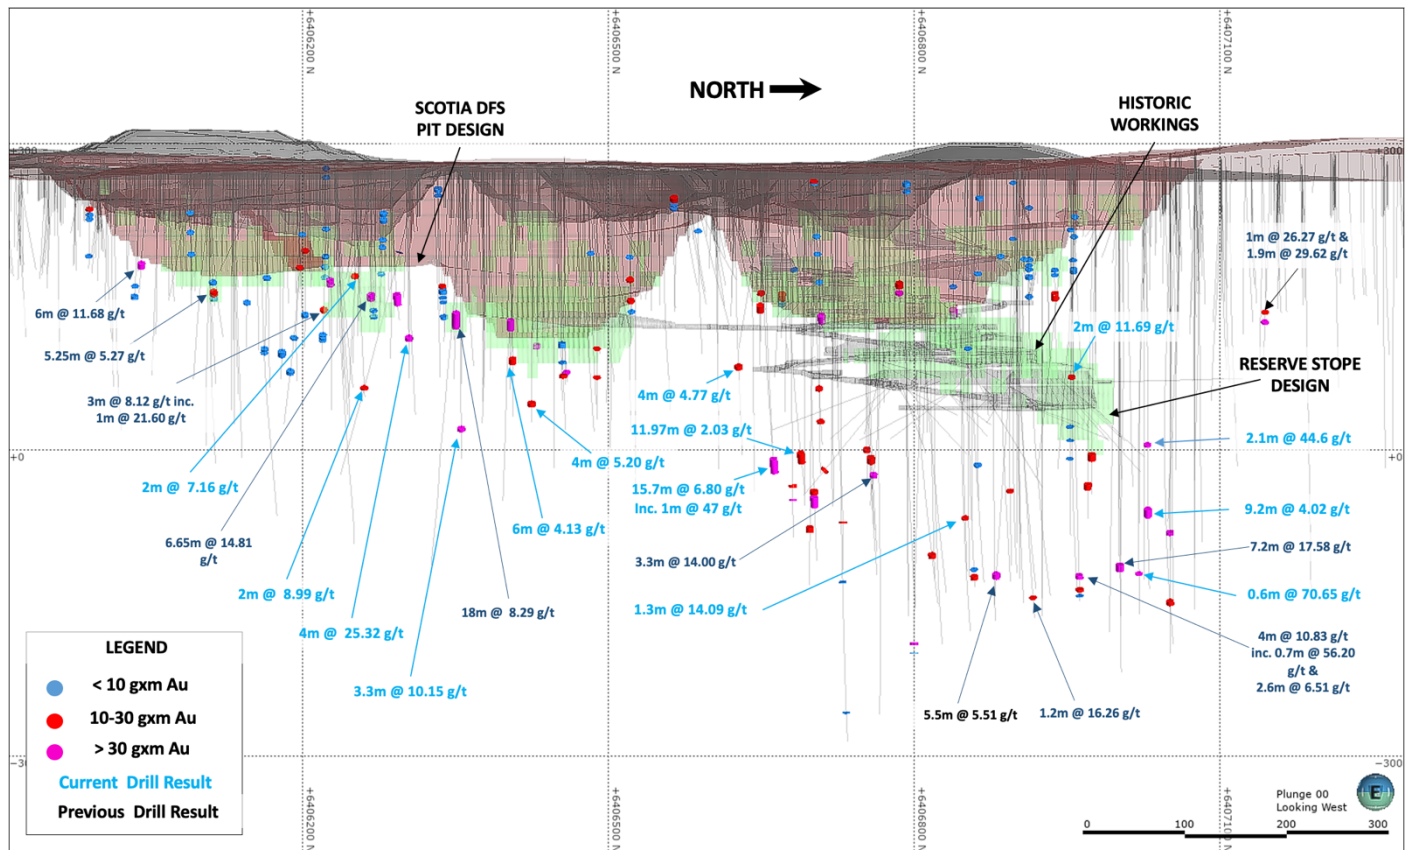 +6406200 N
+6406500 N
+6406800 N
+6407100 N
NORTH
SCOTIA DFS
PIT DESIGN
HISTORIC
WORKINGS
+300
+300
1m @ 26.27 g/t &
1.9m @ 29.62 g/t
6m @ 11.68 g/t
2m @ 11.69 g/t
5.25m @ 5.27 g/t
RESERVE STOPE
DESIGN
3m @ 8.12 g/t inc.
1m @ 21.60 g/t
4m @ 4.77 g/t
11.97m @ 2.03 g/t
2.1m @ 44.6 g/t
+0
+0
4m @ 5.20 g/t
2m @ 7.16 g/t
15.7m @ 6.80 g/t
Inc. 1m @ 47 g/t
9.2m @ 4.02 g/t
6m @ 4.13 g/t
6.65m @ 14.81
g/t
7.2m @ 17.58 g/t
3.3m @ 14.00 g/t
2m @ 8.99 g/t
0.6m @ 70.65 g/t
18m @ 8.29 g/t
1.3m @ 14.09 g/t
4m @ 25.32 g/t
4m @ 10.83 g/t
inc. 0.7m @ 56.20
g/t &
2.6m @ 6.51 g/t
3.3m @ 10.15 g/t
5.5m @ 5.51 g/t
1.2m @ 16.26 g/t
LEGEND
< 10 gxm Au
10-30 gxm Au
> 30 gxm Au
Current Drill Result
Previous Drill Result
-300
+6406200 N
+6406500 N
+6406800 N
+6407100 N
Plunge 00
Looking West
E
0 100 200 300